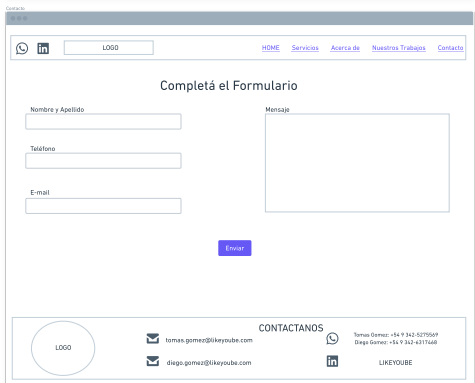 Contacto
LOGO
HOME Servicios Acerca de Nuestros Trabajos Contacto
Completá el Formulario
Nombre y Apellido
Mensaje
Teléfono
E-mail
Enviar
CONTACTANOS
LOGO
tomas.gomez@likeyoube.com
Tomas Gomez: +54 9 342-5275569
Diego Gomez: +54 9 342-6317468
diego.gomez@likeyoube.com
LIKEYOUBE